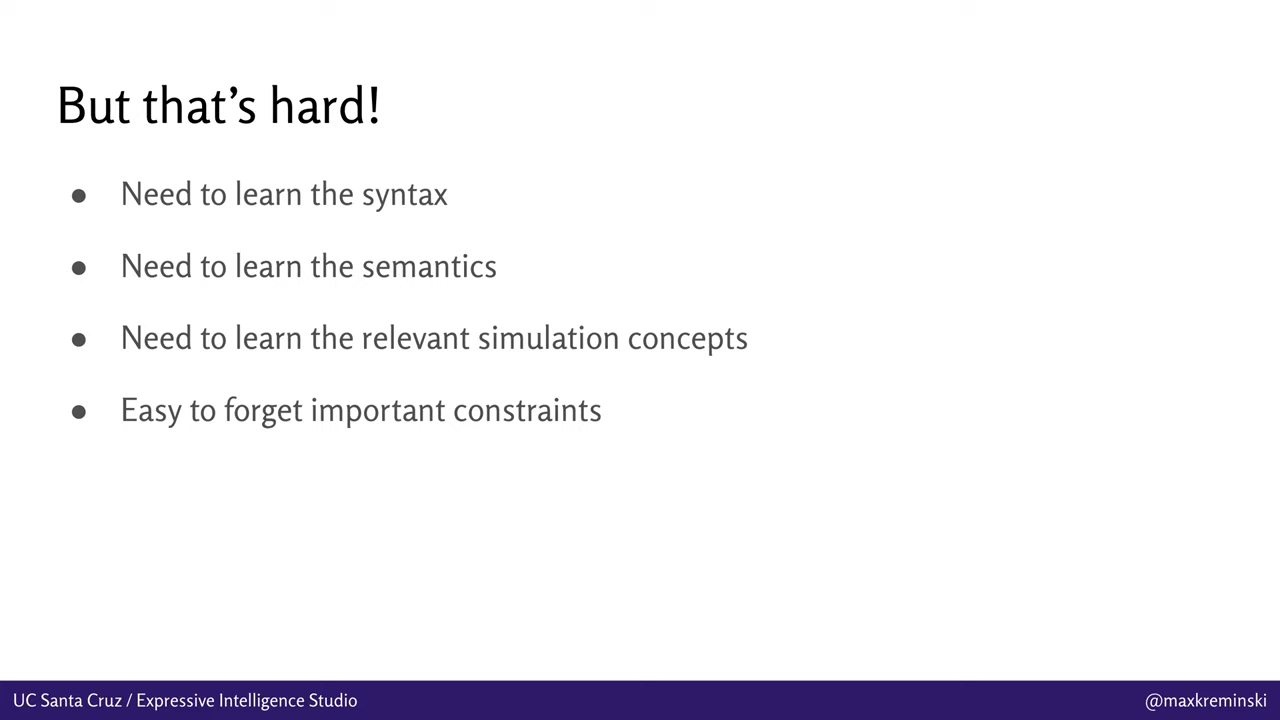 But that’s hard!
● Need to learn the syntax
● Need to learn the semantics
● Need to learn the relevant simulation concepts
● Easy to forget important constraints
UC Santa Cruz / Expressive Intelligence Studio
@maxkreminski